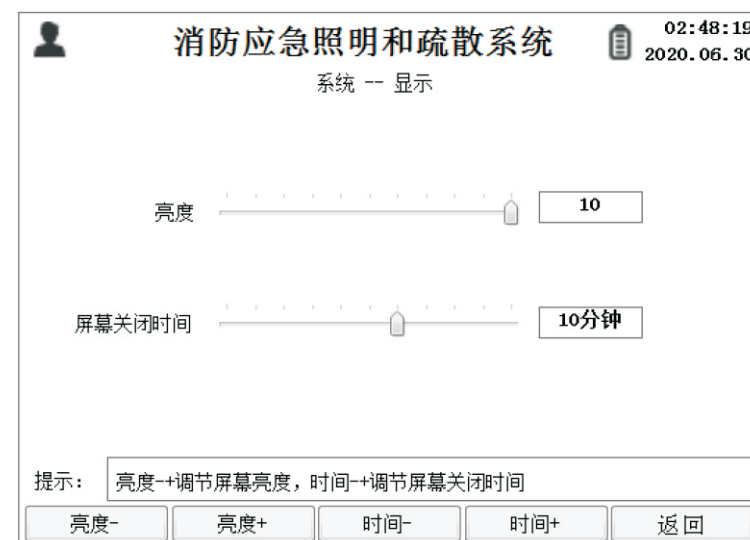 消防应急照明和疏散系统
02:48:19
2020.06.30
系统 -- 显示
亮度
10
屏幕关闭时间
10分钟
提示： 亮度-+调节屏幕亮度，时间-+调节屏幕关闭时间
亮度- 亮度+ 时间- 时间+ 返回